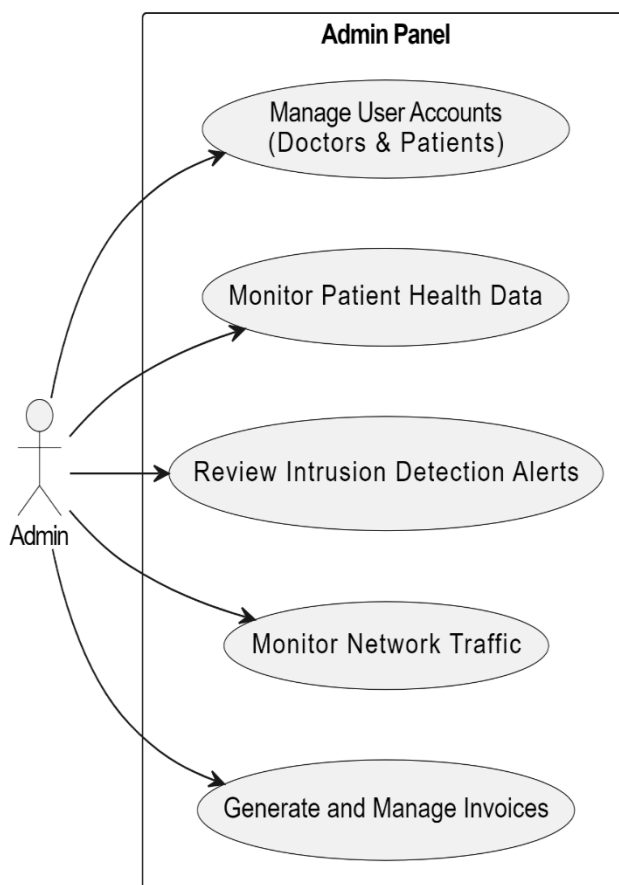 Admin Panel
Manage User Accounts
(Doctors & Patients)
Monitor Patient Health Data
Review Intrusion Detection Alerts
Admin
Monitor Network Traffic
Generate and Manage Invoices